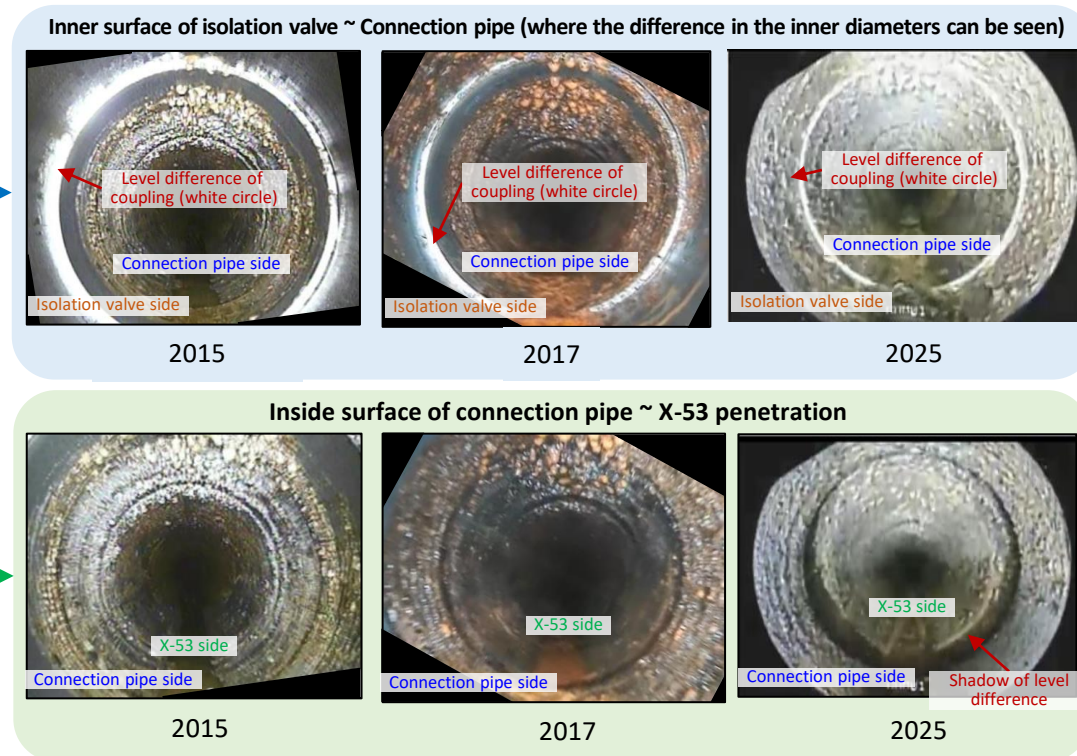 Inner surface of isolation valve ~ Connection pipe (where the difference in the inner diameters can be seen)
Level difference of
coupling (white circle)
Connection pipe side
Isolation valve side
2015
Level difference of
coupling (white circle)
Connection pipe side
Isolation valve side
2017
Level difference of
coupling (white circle)
Connection pipe side
Isolation valve side
2025
Inside surface of connection pipe ~ X-53 penetration
X-53 side
Connection pipe side
2015
X-53 side
Connection pipe side
2017
X-53 side
Connection pipe side
Shadow of level
difference
2025